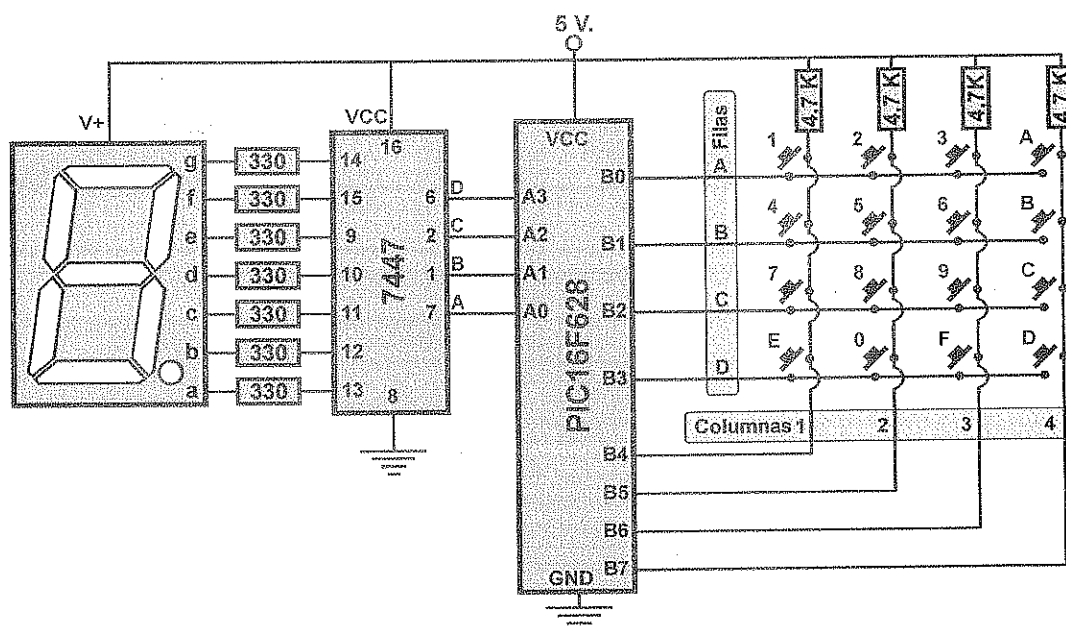 5 V.
V+
VCC
16
VCC
4.7 K
4.7 K
4.7 K
4.7 K
Filas
1 2 3 A
g 330 14
B0 A
f 330 15 6 D A3
4 5 6 B
e 330 9 2 C A2
B1 B
d 330 10 1 B A1
7 8 9 C
c 330 11 7 A A0
B2 C
b 330 12
E 0 F D
a 330 13
B3 D
8
7447
PIC16F628
Columnas 1 2 3 4
B4
B5
B6
B7
GND